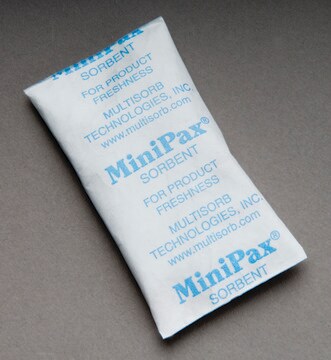 MiniPax®
SORBENT
FOR PRODUCT
FRESHNESS
MULTISORB
TECHNOLOGIES, INC.
www.multisorb.com
MiniPax®
SORBENT
FOR PRODUCT
FRESHNESS
MULTISORB
TECHNOLOGIES, INC.
www.multisorb.com
MiniPax®
SORBENT